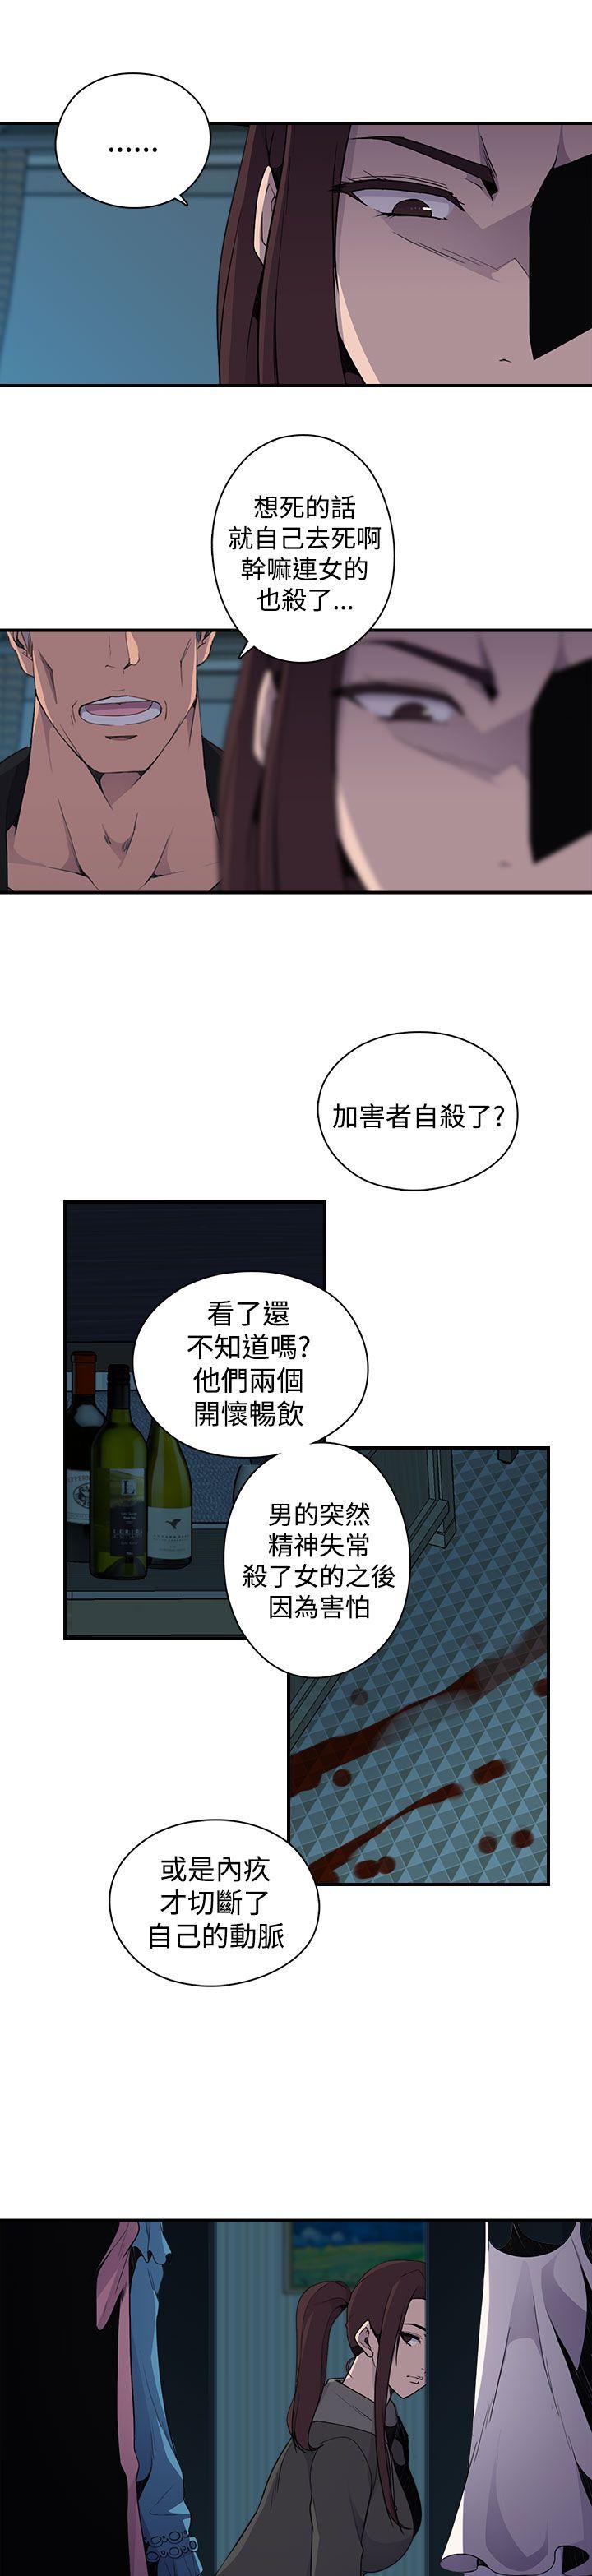 ......
想死的話
就自己去死啊
幹嘛連女的
也殺了...
加害者自殺了?
看了還
不知道嗎?
他們兩個
開懷暢飲
L
男的突然
精神失常
殺了女的之後
因為害怕
或是內疚
才切斷了
自己的動脈